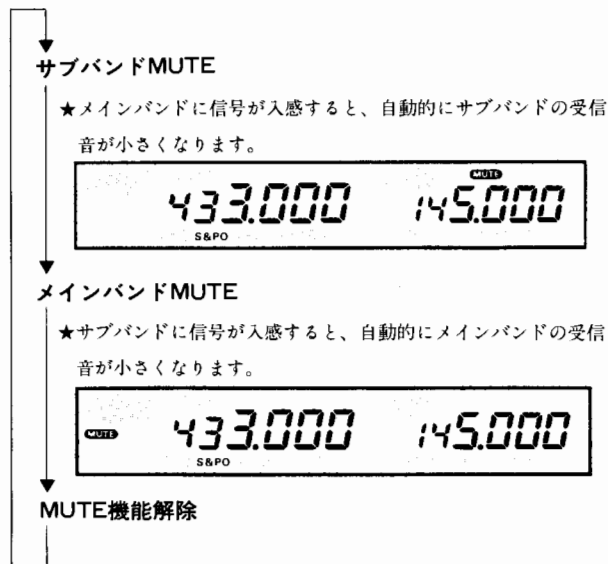 サブバンドMUTE
★メインバンドに信号が入感すると、自動的にサブバンドの受信
音が小さくなります。
MUTE
433.000 145.000
S&PO
メインバンドMUTE
★サブバンドに信号が入感すると、自動的にメインバンドの受信
音が小さくなります。
MUTE 433.000 145.000
S&PO
MUTE機能解除